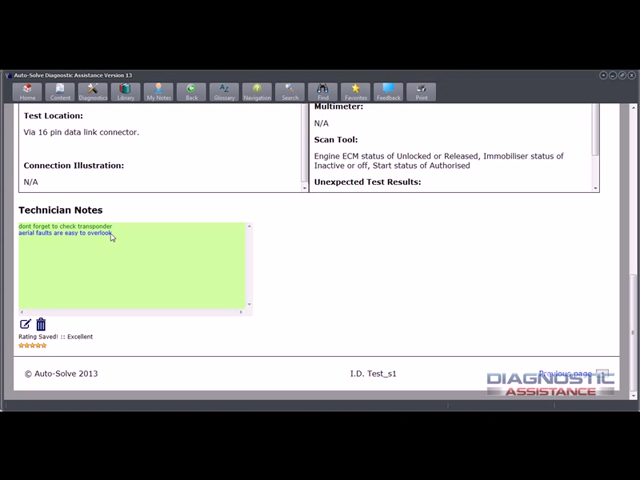 Auto-Solve Diagnostic Assistance Version 13
Home Content Diagnostics Library My Notes Back Glossary Navigation Search Find Favorites Feedback Print
Test Location:
Via 16 pin data link connector.
Connection Illustration:
N/A
Multimeter:
N/A
Scan Tool:
Engine ECM status of Unlocked or Released, Immobiliser status of
Inactive or off, Start status of Authorised
Unexpected Test Results:
Technician Notes
dont forget to check transponder
aerial faults are easy to overlook
Rating Saved! :: Excellent
© Auto-Solve 2013
I.D. Test_s1
Previous page
DIAGNOSTIC
ASSISTANCE